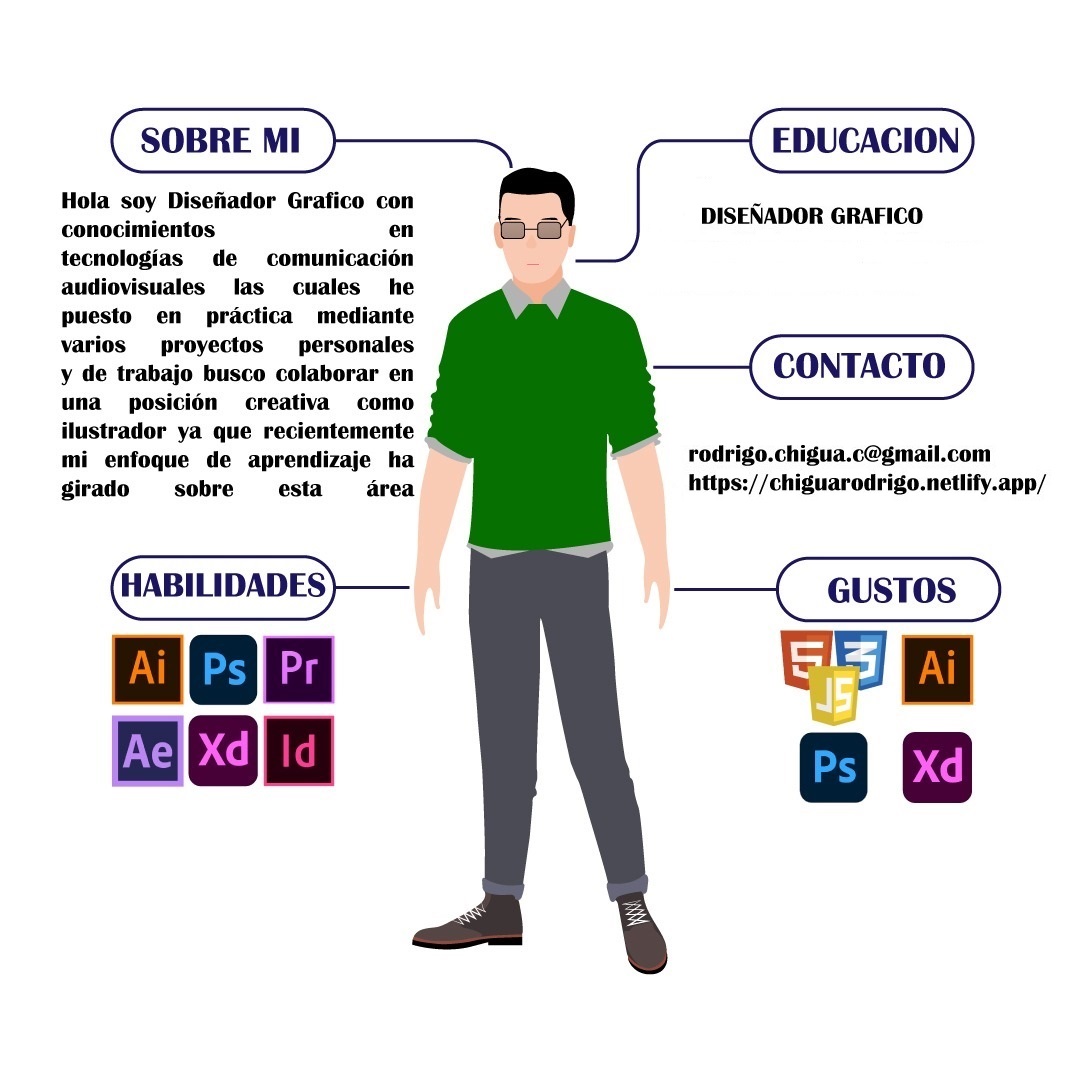 SOBRE MI
Hola soy Diseñador Grafico con
conocimientos en
tecnologías de comunicación
audiovisuales las cuales he
puesto en práctica mediante
varios proyectos personales
y de trabajo busco colaborar en
una posición creativa como
ilustrador ya que recientemente
mi enfoque de aprendizaje ha
girado sobre esta área
EDUCACION
DISEÑADOR GRAFICO
CONTACTO
rodrigo.chigua.c@gmail.com
https://chiguarodrigo.netlify.app/
HABILIDADES
Ai Ps Pr
Ae Xd Id
GUSTOS
5 3 Ai
JS
Ps Xd